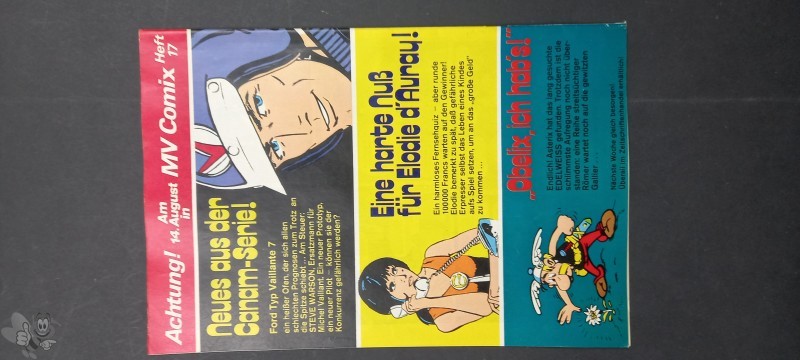 Achtung!
Am
14. August
in
MV Comix
Heft
17
Neues aus der
Canam-Serie!
Ford Typ Vaillante 7
ein heißer Ofen, der sich allen
schlechten Prognosen zum Trotz an
die Spitze schiebt... Am Steuer:
STEVE WARSON, Ersatzmann für
Michel Vaillant. Ein neuer Prototyp,
ein neuer Pilot – können sie der
Konkurrenz gefährlich werden?
Eine harte Nuß
für Elodie d'Auray!
Ein harmloses Fernsehquiz – aber runde
100000 Francs warten auf den Gewinner!
Elodie bemerkt zu spät, daß gefährliche
Erpresser selbst das Leben eines Kindes
aufs Spiel setzen, um an das „große Geld"
zu kommen...
„Obelix, ich hab's!"
Endlich! Asterix hat das lang gesuchte
EDELWEISS gefunden. Trotzdem ist die
schlimmste Aufregung noch nicht über-
standen: eine Reihe streitsüchtiger
Römer wartet noch auf die gewitzten
Gallier...
Nächste Woche gleich besorgen!
Überall im Zeitschriftenhandel erhältlich!